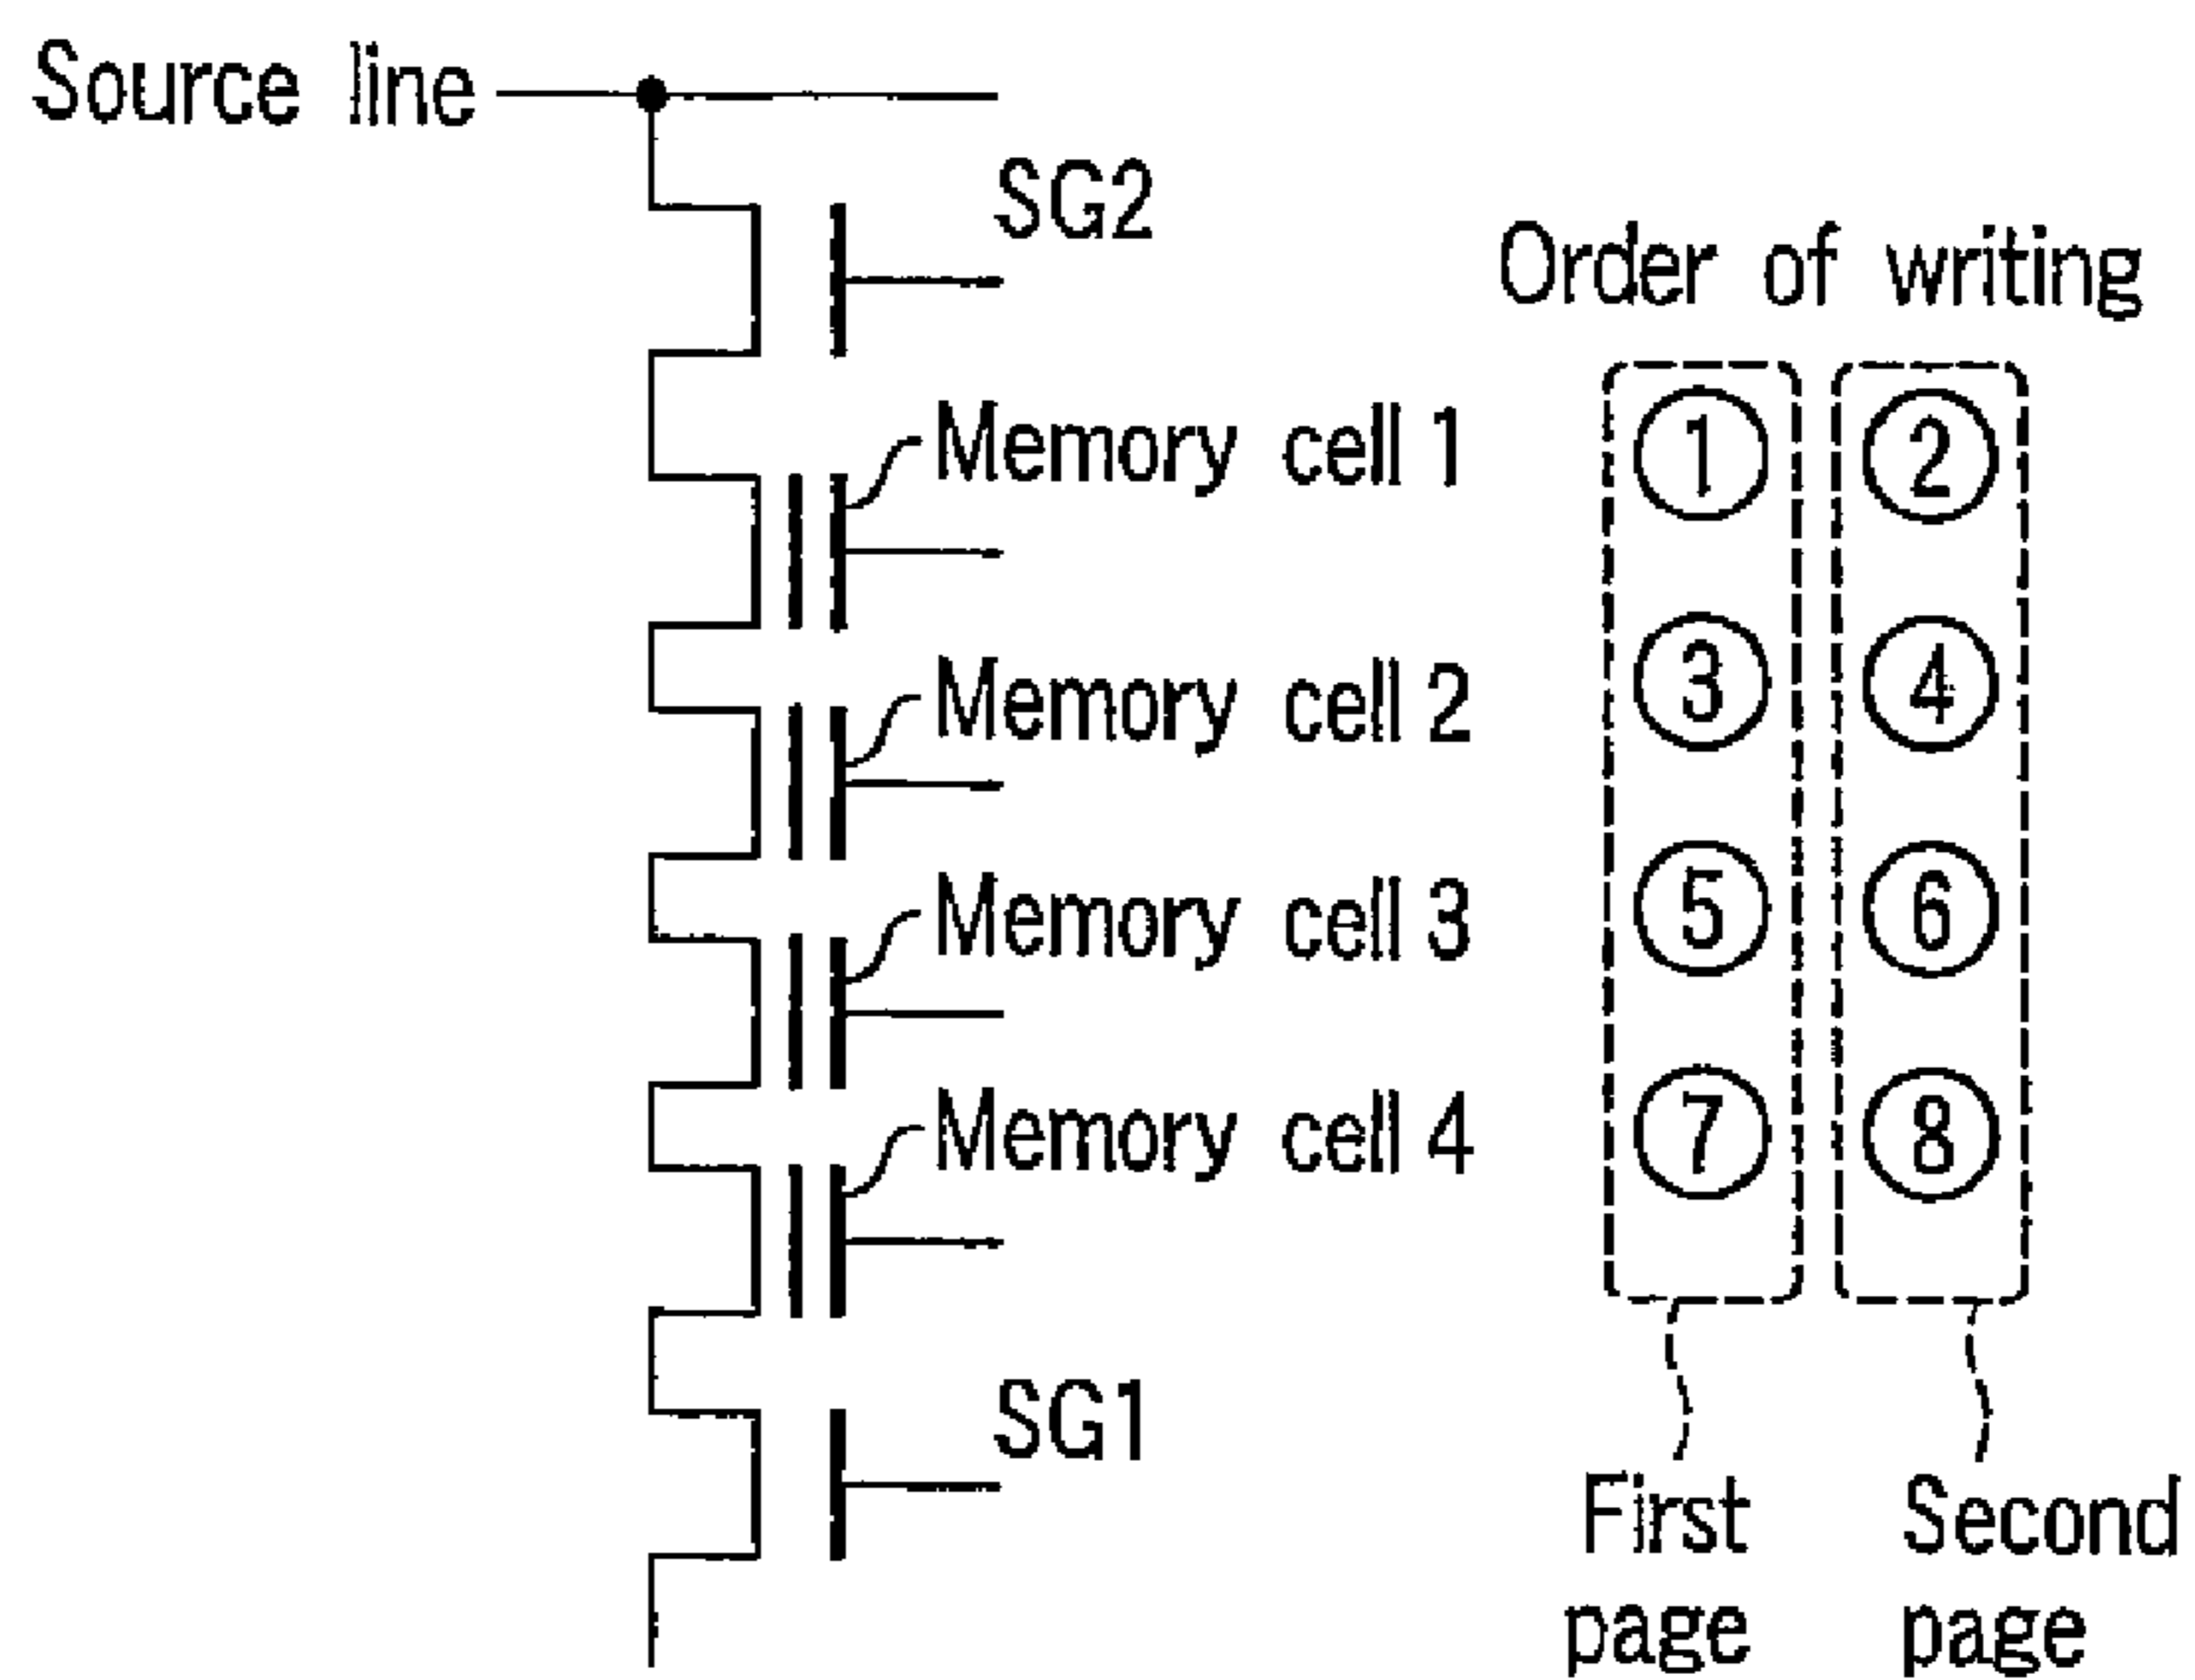 Source line
SG2
Order of writing
Memory cell 1 ① ②
Memory cell 2 ③ ④
Memory cell 3 ⑤ ⑥
Memory cell 4 ⑦ ⑧
SG1
First Second
page page